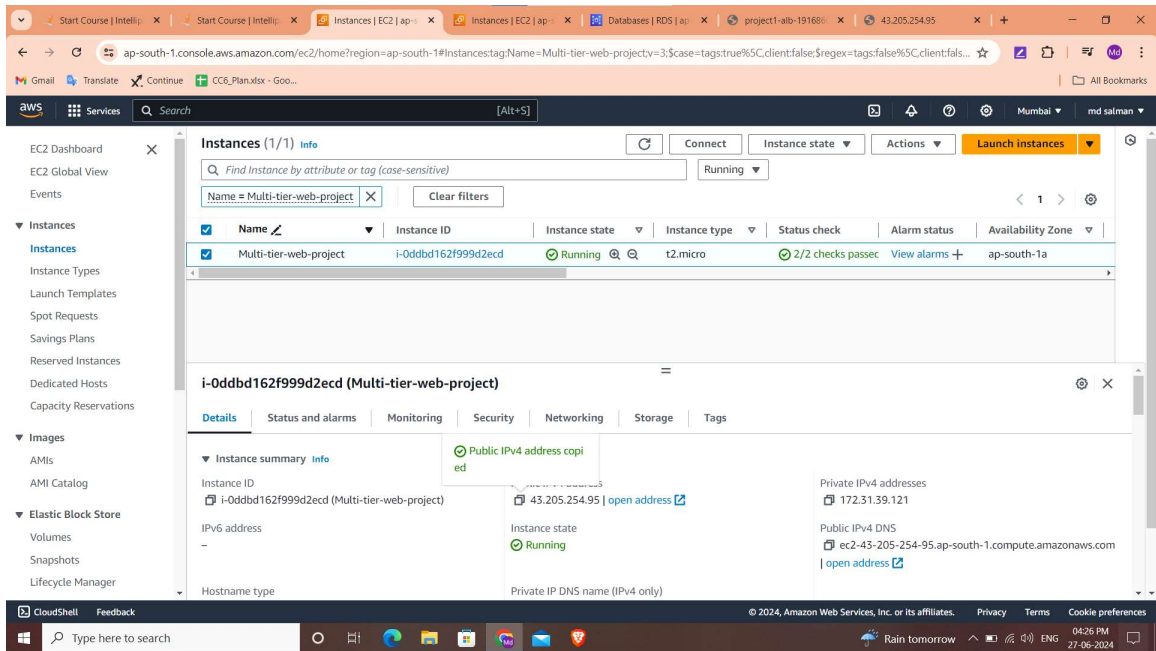 Start Course | Intellip
Start Course | Intellip
Instances | EC2 | ap-s
Instances | EC2 | ap-s
Databases | RDS | ap
project1-alb-191686
43.205.254.95
ap-south-1.console.aws.amazon.com/ec2/home?region=ap-south-1#Instances:tag:Name=Multi-tier-web-project;v=3;$case=tags:true%5C,client:false;$regex=tags:false%5C,client:fals...
Md
Gmail
Translate
Continue
CC6_Plan.xlsx - Goo...
All Bookmarks
aws
Services
Search
[Alt+S]
Mumbai
md salman
EC2 Dashboard
EC2 Global View
Events
Instances
Instances
Instance Types
Launch Templates
Spot Requests
Savings Plans
Reserved Instances
Dedicated Hosts
Capacity Reservations
Images
AMIs
AMI Catalog
Elastic Block Store
Volumes
Snapshots
Lifecycle Manager
Instances (1/1) Info
Connect
Instance state
Actions
Launch instances
Find Instance by attribute or tag (case-sensitive)
Running
Name = Multi-tier-web-project
Clear filters
1
Name Instance ID Instance state Instance type Status check Alarm status Availability Zone
Multi-tier-web-project i-0ddbd162f999d2ecd Running t2.micro 2/2 checks passec View alarms + ap-south-1a
i-0ddbd162f999d2ecd (Multi-tier-web-project)
Details Status and alarms Monitoring Security Networking Storage Tags
Public IPv4 address copi
ed
Instance summary Info
Instance ID
i-0ddbd162f999d2ecd (Multi-tier-web-project)
43.205.254.95 | open address
Private IPv4 addresses
172.31.39.121
IPv6 address
–
Instance state
Running
Public IPv4 DNS
ec2-43-205-254-95.ap-south-1.compute.amazonaws.com
| open address
Hostname type
Private IP DNS name (IPv4 only)
CloudShell Feedback
© 2024, Amazon Web Services, Inc. or its affiliates. Privacy Terms Cookie preferences
Type here to search
Rain tomorrow
ENG
04:26 PM
27-06-2024